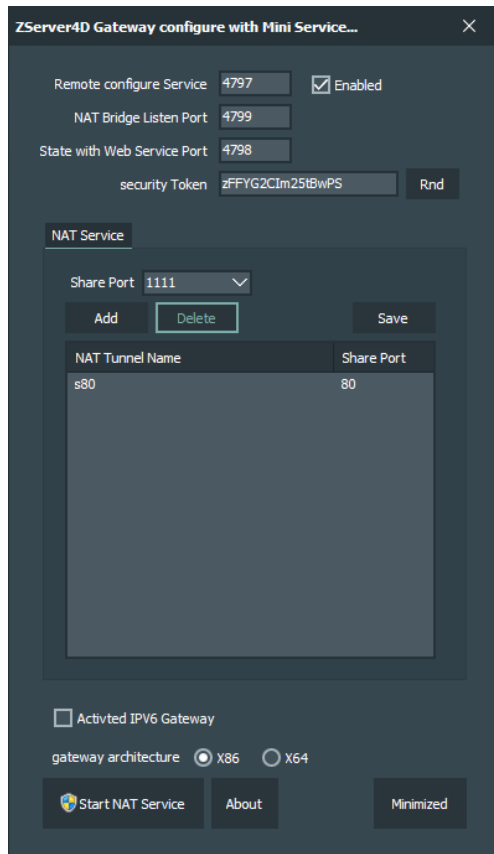 ZServer4D Gateway configure with Mini Service...
Remote configure Service 4797 Enabled
NAT Bridge Listen Port 4799
State with Web Service Port 4798
security Token zFFYG2CIm25tBwPS Rnd
NAT Service
Share Port 1111
Add Delete Save
NAT Tunnel Name Share Port
s80 80
Activted IPV6 Gateway
gateway architecture X86 X64
Start NAT Service About Minimized